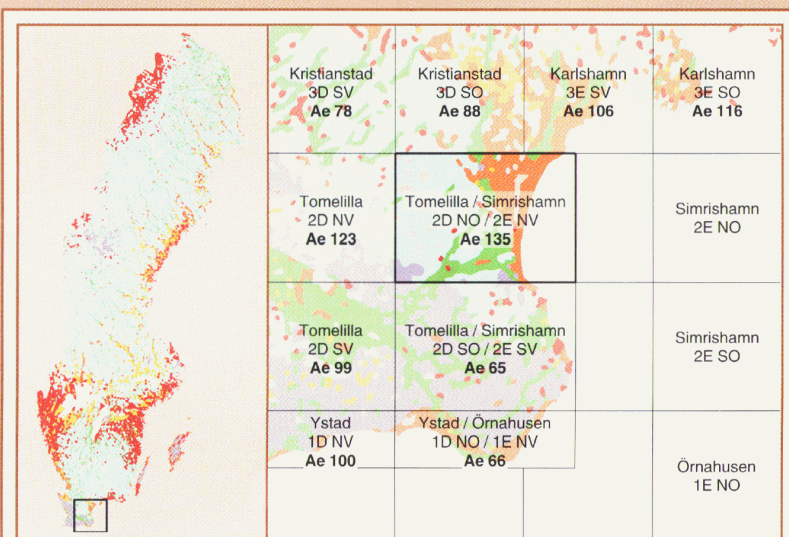 Kristianstad
3D SV
Ae 78
Kristianstad
3D SO
Ae 88
Karlshamn
3E SV
Ae 106
Karlshamn
3E SO
Ae 116
Tomelilla
2D NV
Ae 123
Tomelilla / Simrishamn
2D NO / 2E NV
Ae 135
Simrishamn
2E NO
Tomelilla
2D SV
Ae 99
Tomelilla / Simrishamn
2D SO / 2E SV
Ae 65
Simrishamn
2E SO
Ystad
1D NV
Ae 100
Ystad / Örnahusen
1D NO / 1E NV
Ae 66
Örnahusen
1E NO